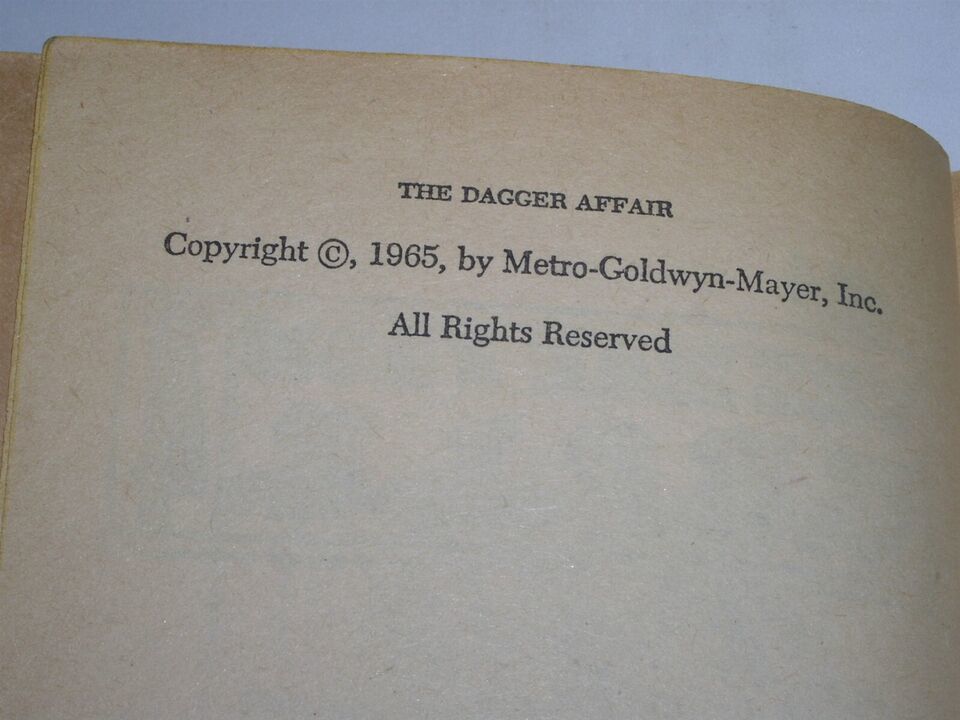 THE DAGGER AFFAIR
Copyright ©, 1965, by Metro-Goldwyn-Mayer, Inc.
All Rights Reserved